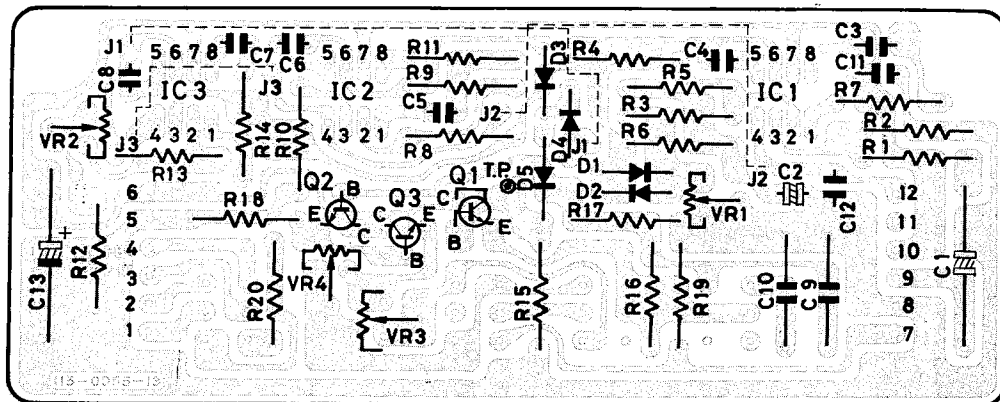 J1 5 6 7 8 C7 C6 5 6 7 8 R11 D3 R4 C4 5 6 7 8 C3
C8 IC3 J3 IC2 R9 R5 IC1 C11
C5 J2 R3 R7
VR2 R14 R10 R2
J3 4 3 2 1 4 3 2 1 R8 D4 J1 R6 4 3 2 1 R1
R13 Q2 Q1 T.P. D5 D1 J2 C2
6 B C D2 12
5 R18 E Q3 C E R17 VR1 C12 11
+ C B E
4 B 10
C13 R12 3 VR4 9 C1
2 R20 R15 R16 R19 C10 C9 8
1 VR3 7